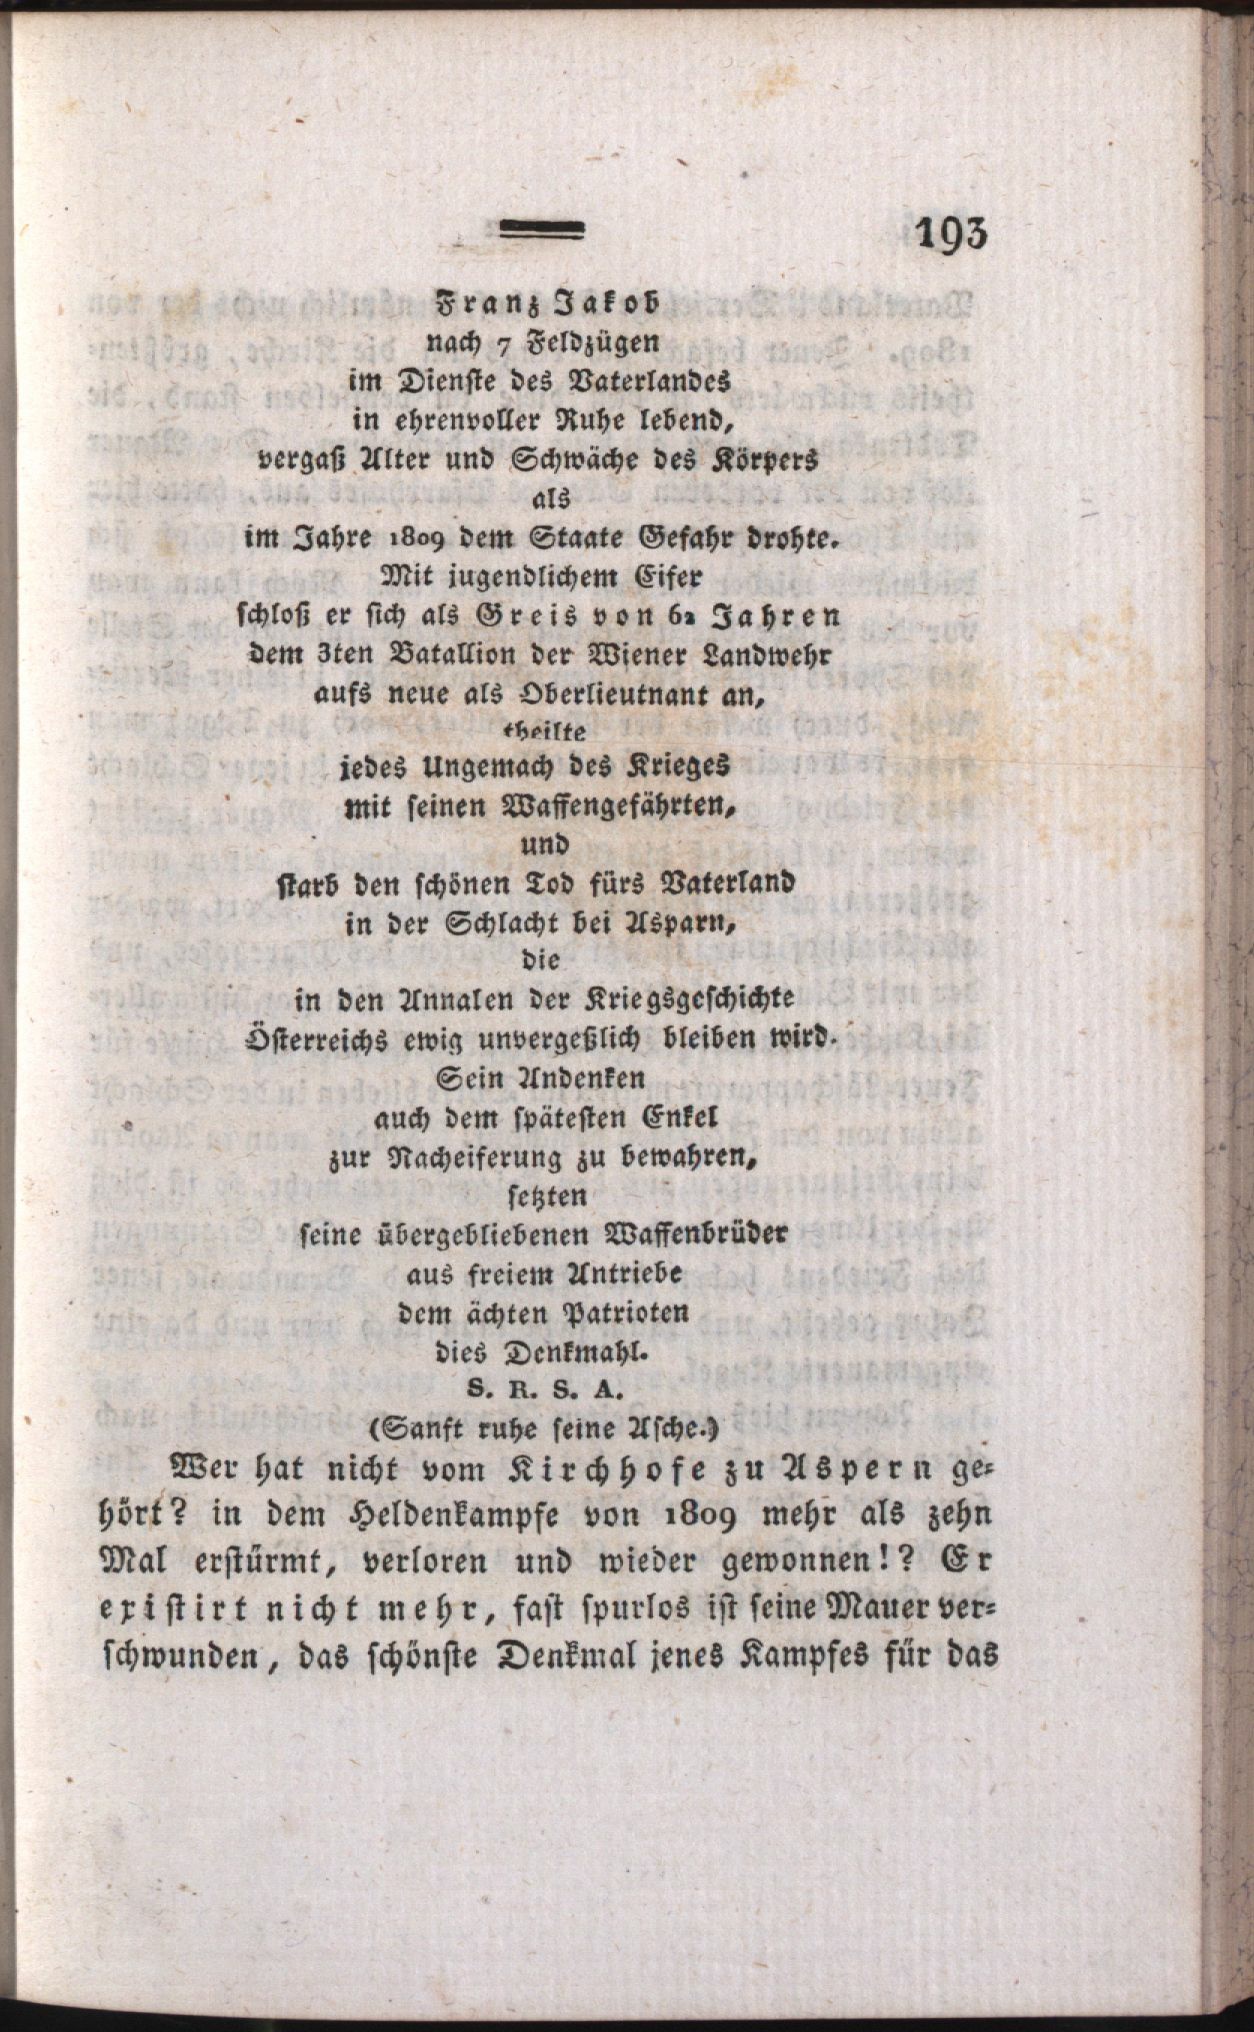 193
Franz Jakob
nach 7 Feldzügen
im Dienste des Vaterlandes
in ehrenvoller Ruhe lebend,
vergaß Alter und Schwäche des Körpers
als
im Jahre 1809 dem Staate Gefahr drohte.
Mit jugendlichem Eifer
schloß er sich als Greis von 62 Jahren
dem 3ten Batallion der Wiener Landwehr
aufs neue als Oberlieutnant an,
theilte
jedes Ungemach des Krieges
mit seinen Waffengefährten,
und
starb den schönen Tod fürs Vaterland
in der Schlacht bei Asparn,
die
in den Annalen der Kriegsgeschichte
Österreichs ewig unvergeßlich bleiben wird.
Sein Andenken
auch dem spätesten Enkel
zur Nacheiferung zu bewahren,
setzten
seine übergebliebenen Waffenbrüder
aus freiem Antriebe
dem ächten Patrioten
dies Denkmahl.
S. R. S. A.
(Sanft ruhe seine Asche.)
Wer hat nicht vom Kirchhofe zu Aspern ge-
hört? in dem Heldenkampfe von 1809 mehr als zehn
Mal erstürmt, verloren und wieder gewonnen!? Er
existirt nicht mehr, fast spurlos ist seine Mauer ver-
schwunden, das schönste Denkmal jenes Kampfes für das